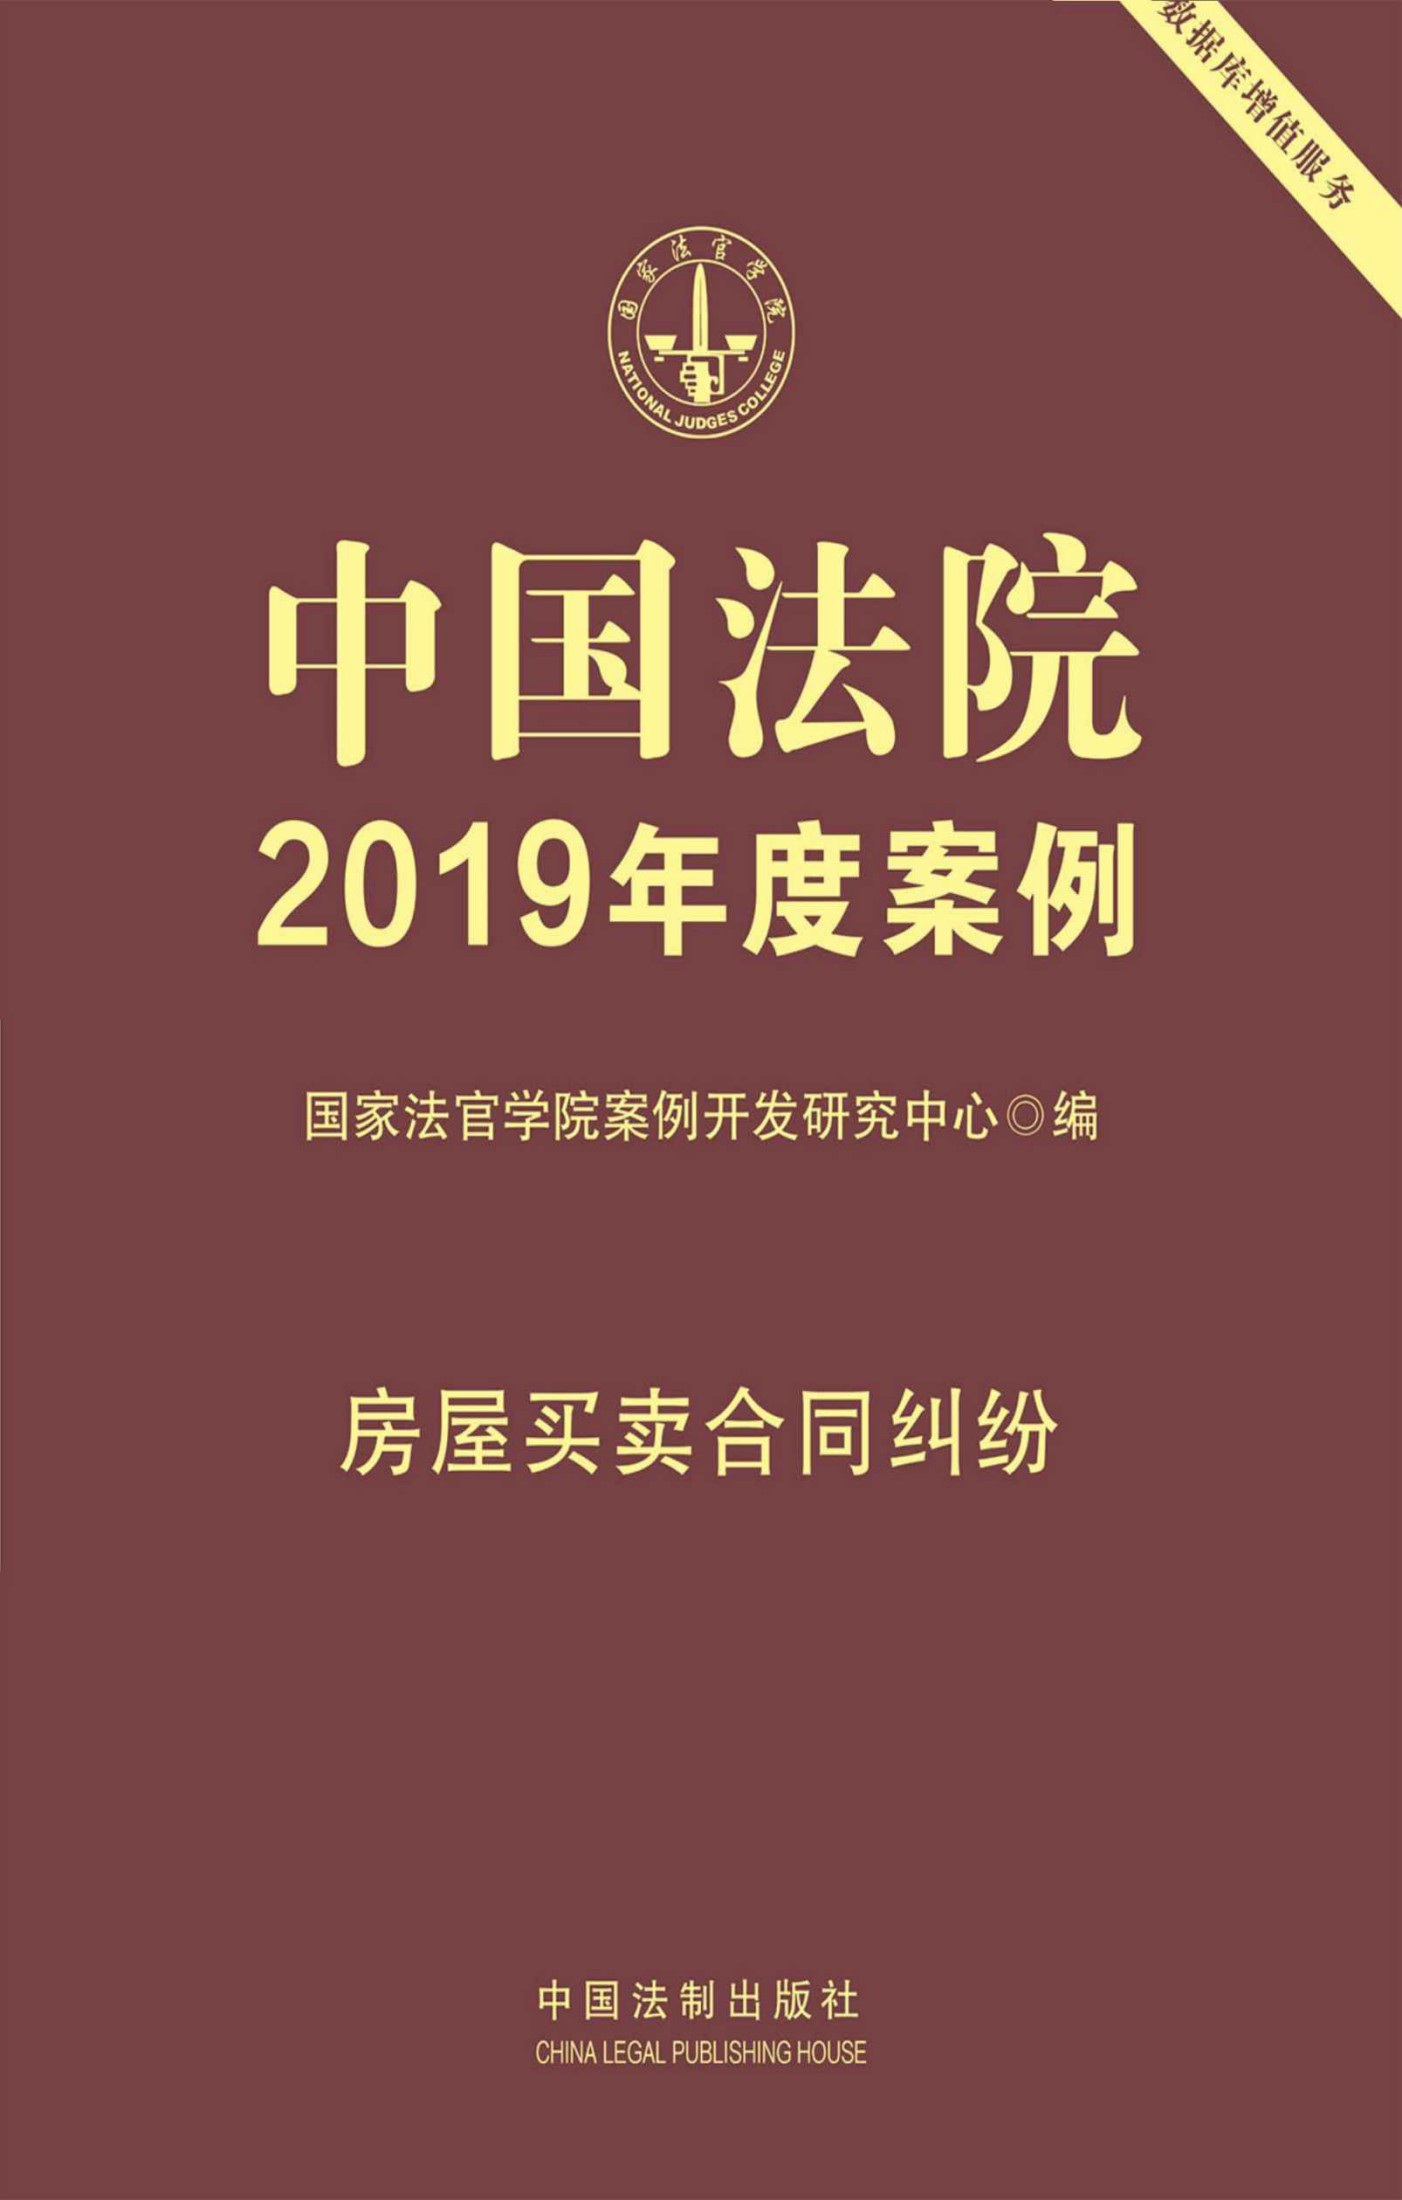 数据库增值服务
国家法官学院
NATIONAL JUDGES COLLEGE
中国法院
2019年度案例
国家法官学院案例开发研究中心◎编
房屋买卖合同纠纷
中国法制出版社
CHINA LEGAL PUBLISHING HOUSE